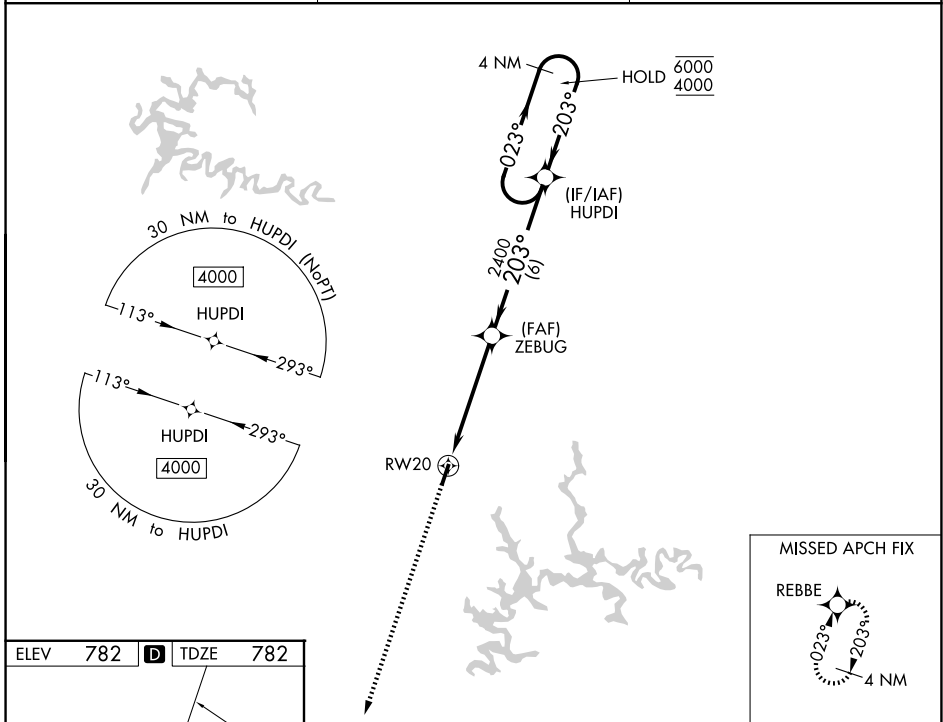 4 NM
HOLD
6000
4000
023°
203°
(IF/IAF)
HUPDI
2400
203°
(6)
(FAF)
ZEBUG
RW20
30 NM to HUPDI (NoPT)
4000
HUPDI
113°
293°
113°
293°
HUPDI
4000
30 NM to HUPDI
MISSED APCH FIX
REBBE
023°
203°
4 NM
ELEV 782 D TDZE 782